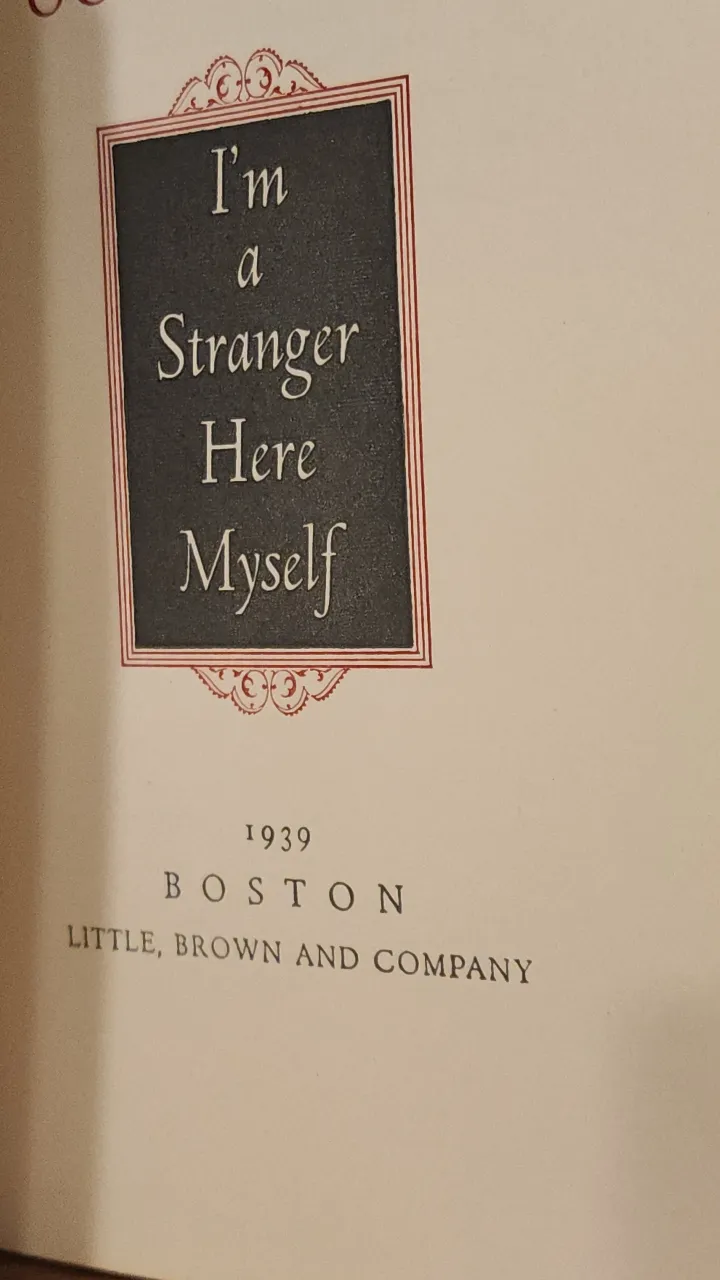 I'm
a
Stranger
Here
Myself
1939
BOSTON
LITTLE, BROWN AND COMPANY